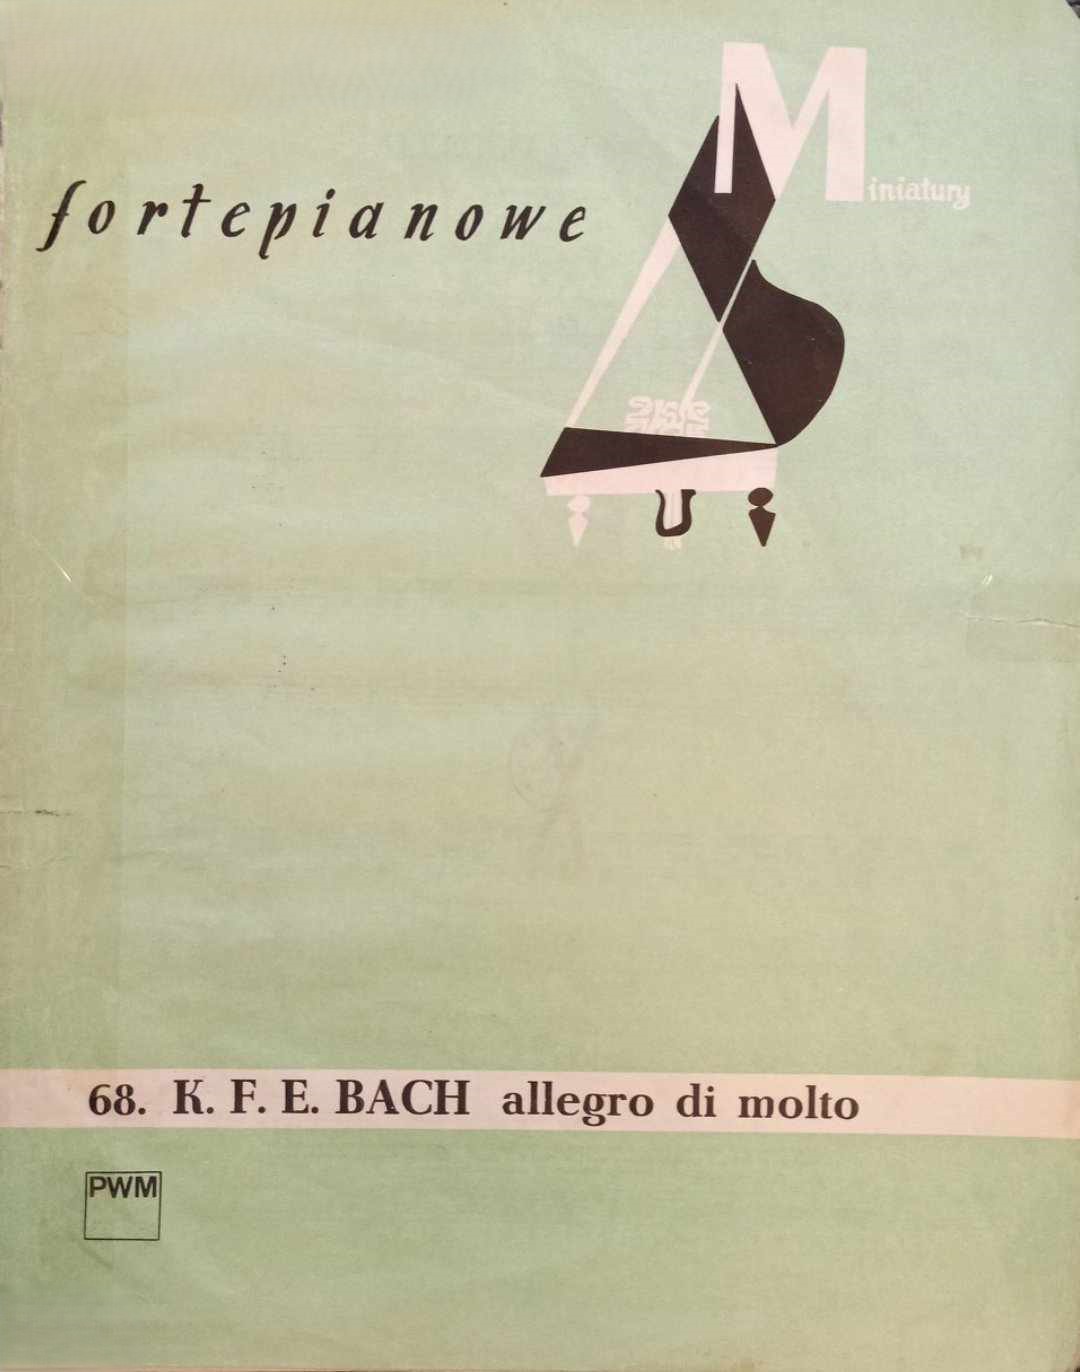 Miniatury
fortepianowe
68. K. F. E. BACH allegro di molto
PWM